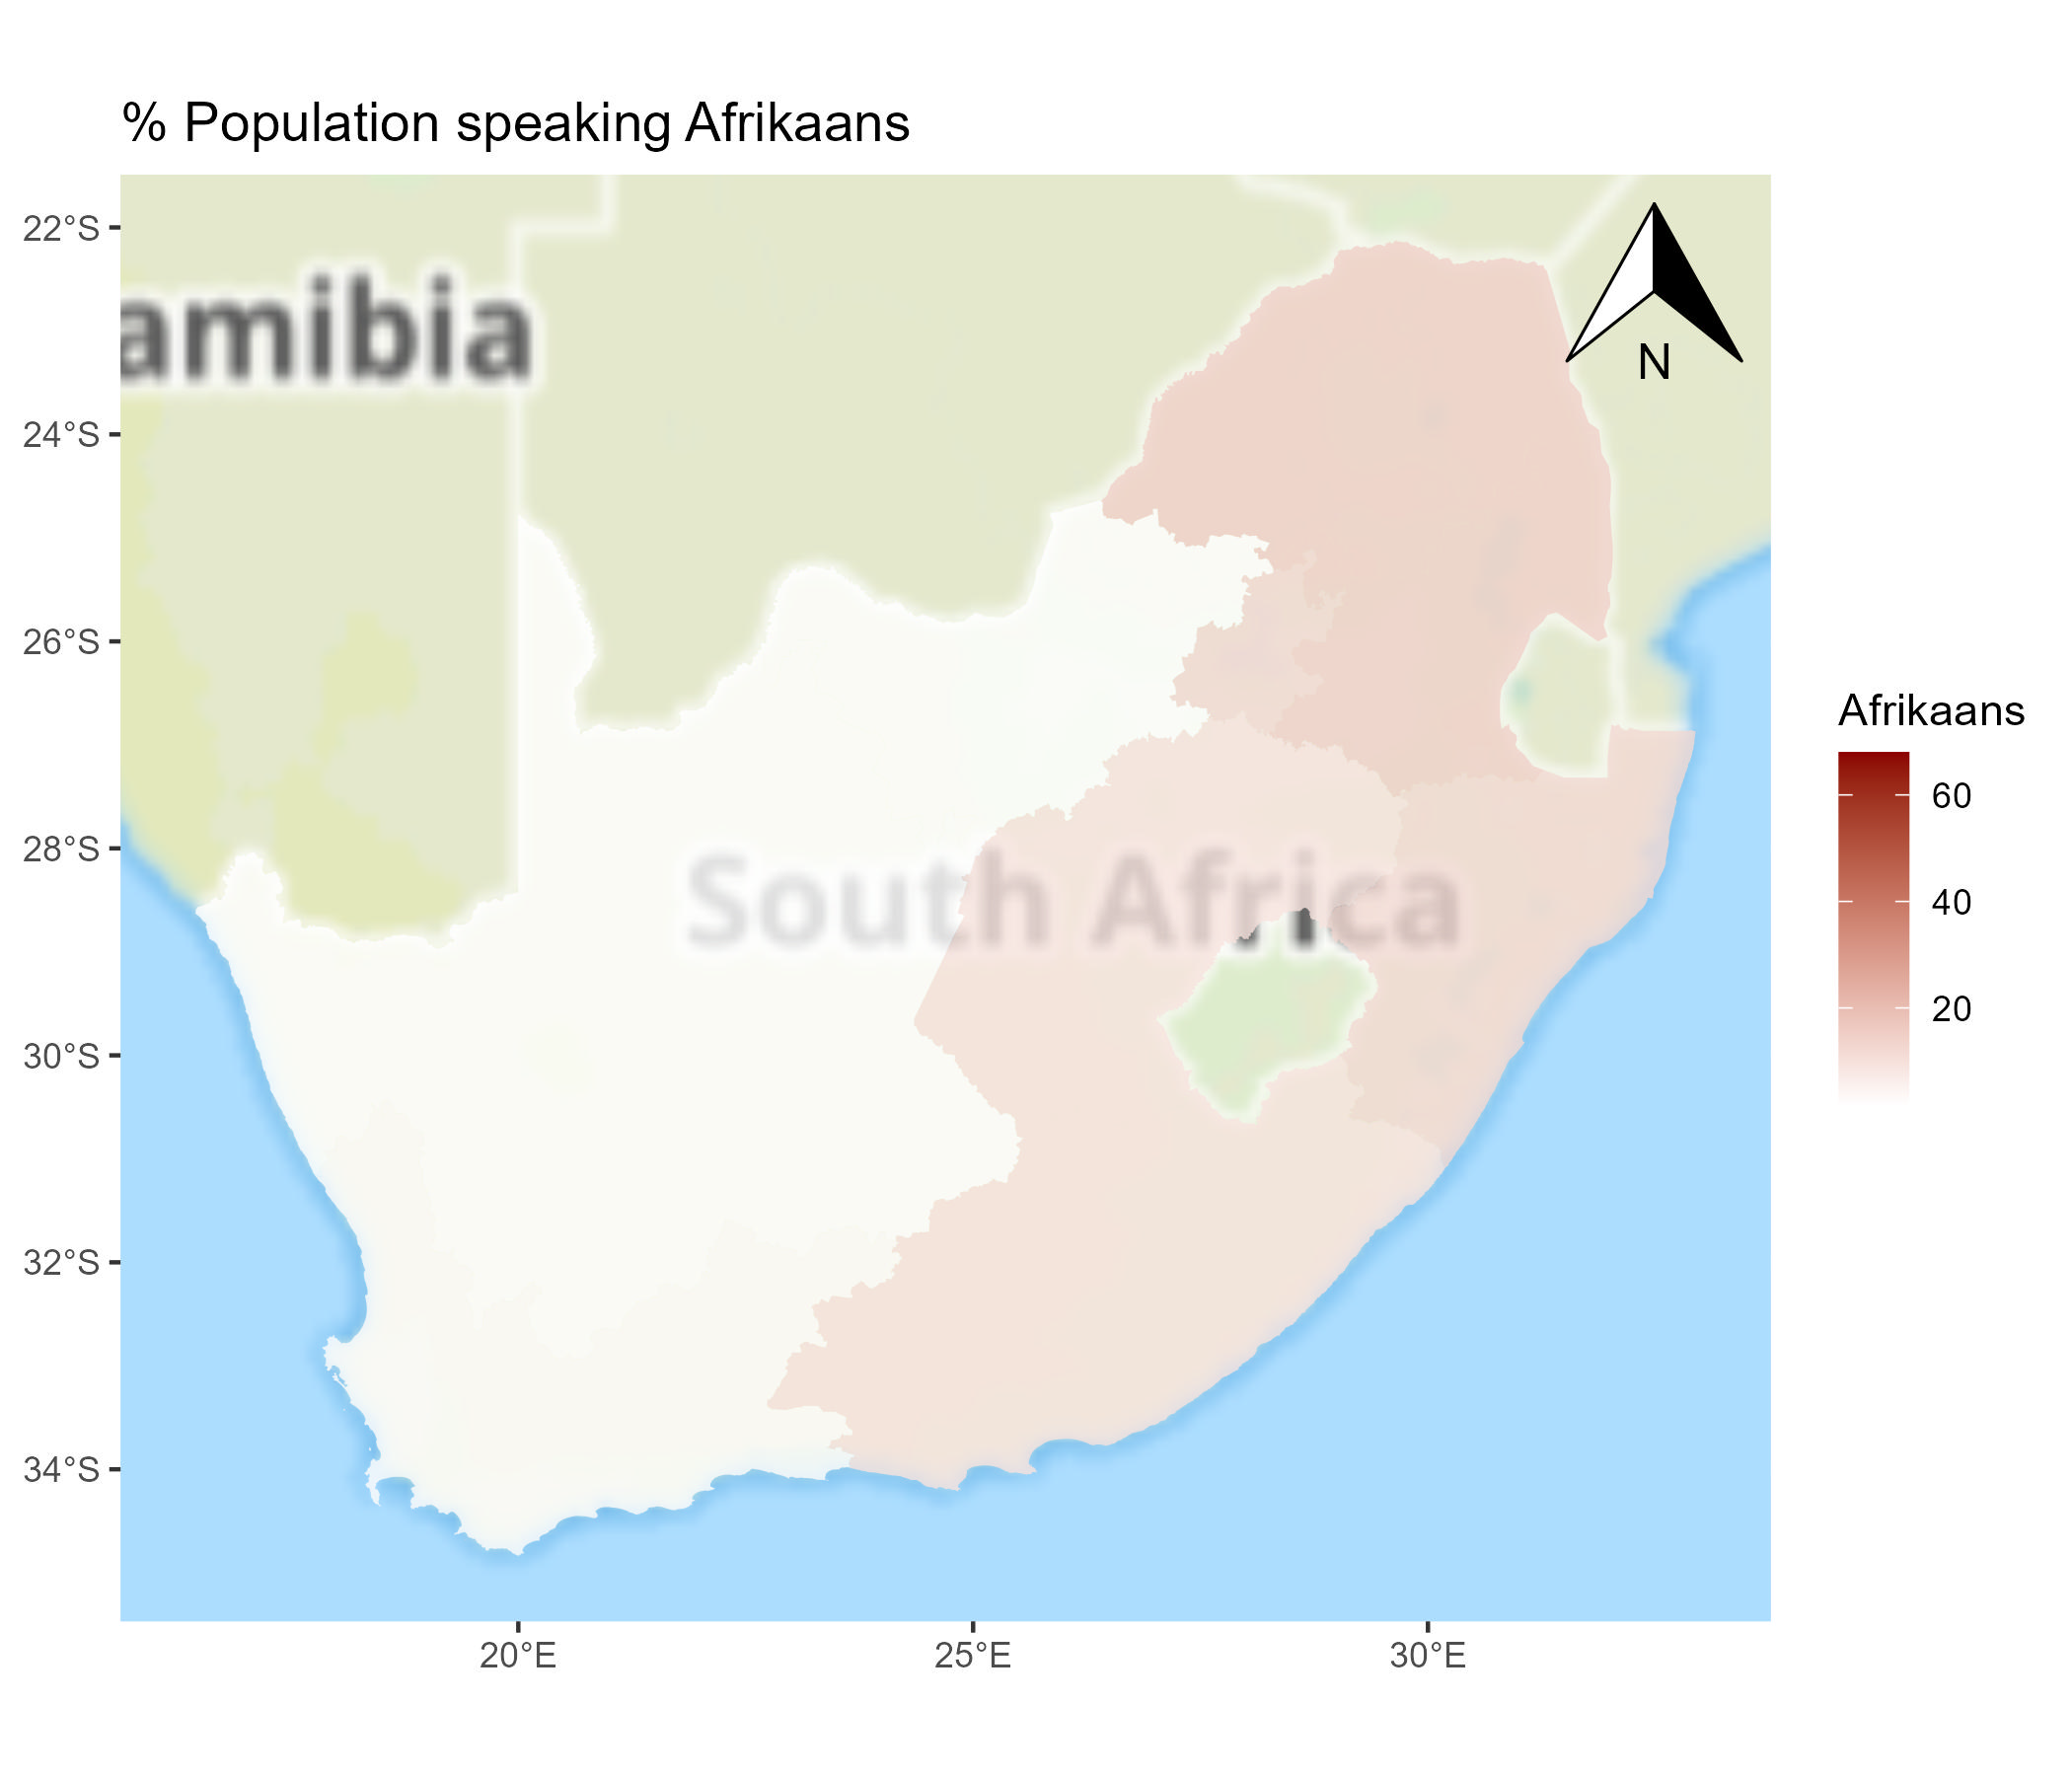 % Population speaking Afrikaans
22°S
24°S
26°S
28°S
30°S
32°S
34°S
amibia
N
South Africa
20°E
25°E
30°E
Afrikaans
60
40
20